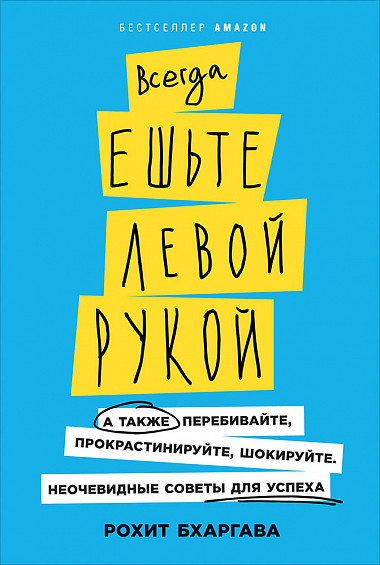 БЕСТСЕЛЛЕР AMAZON
Всегда
ЕШЬТЕ
ЛЕВОЙ
РУКОЙ
А ТАКЖЕ ПЕРЕБИВАЙТЕ,
ПРОКРАСТИНИРУЙТЕ, ШОКИРУЙТЕ.
НЕОЧЕВИДНЫЕ СОВЕТЫ ДЛЯ УСПЕХА
РОХИТ БХАРГАВА